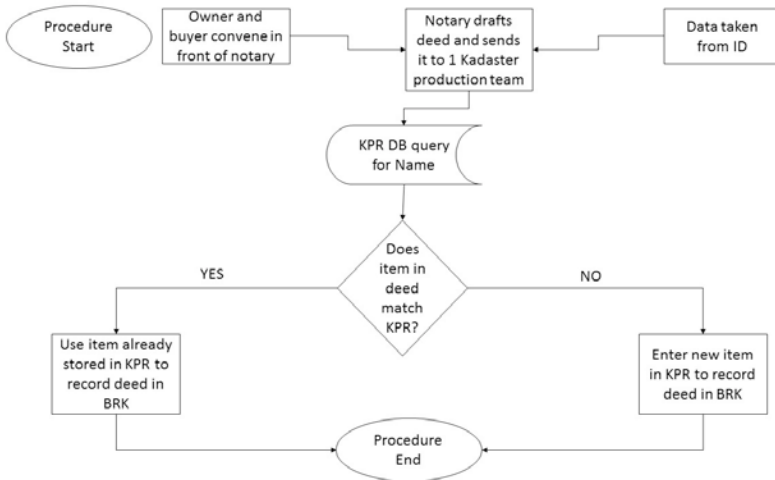 Procedure
Start
Owner and
buyer convene in
front of notary
Notary drafts
deed and sends
it to 1 Kadaster
production team
Data taken
from ID
KPR DB query
for Name
Does
item in
deed
match
KPR?
YES
NO
Use item already
stored in KPR to
record deed in
BRK
Enter new item
in KPR to record
deed in BRK
Procedure
End